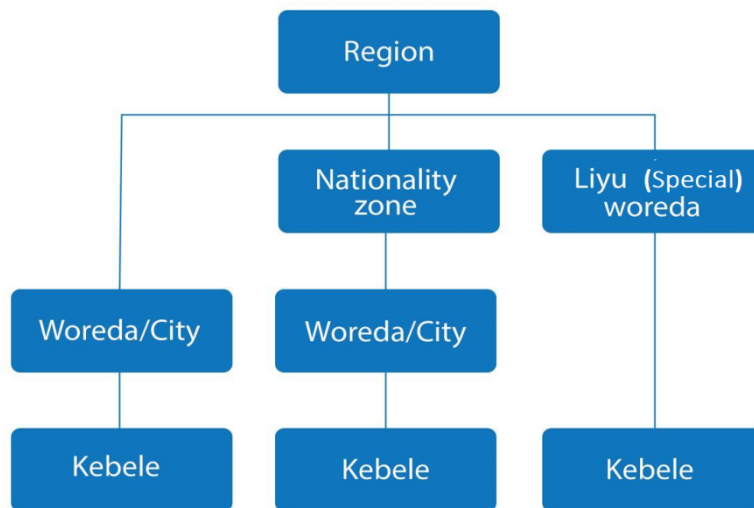 Region
Nationality
zone
Liyu (Special)
woreda
Woreda/City
Woreda/City
Kebele
Kebele
Kebele